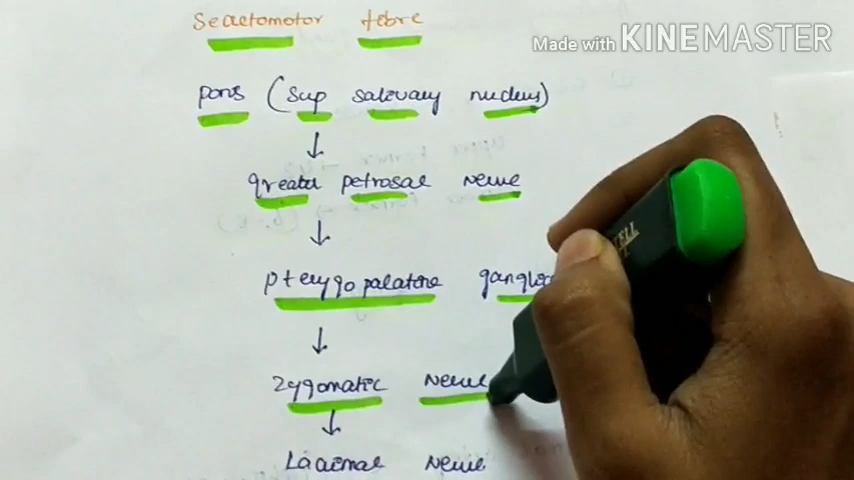 Secretomotor fibre
Made with KINEMASTER
pons (sup salivary nucleus)
greater petrosal nerve
pterygopalatine
Zygomatic Nerve
Lacrimal Nerve